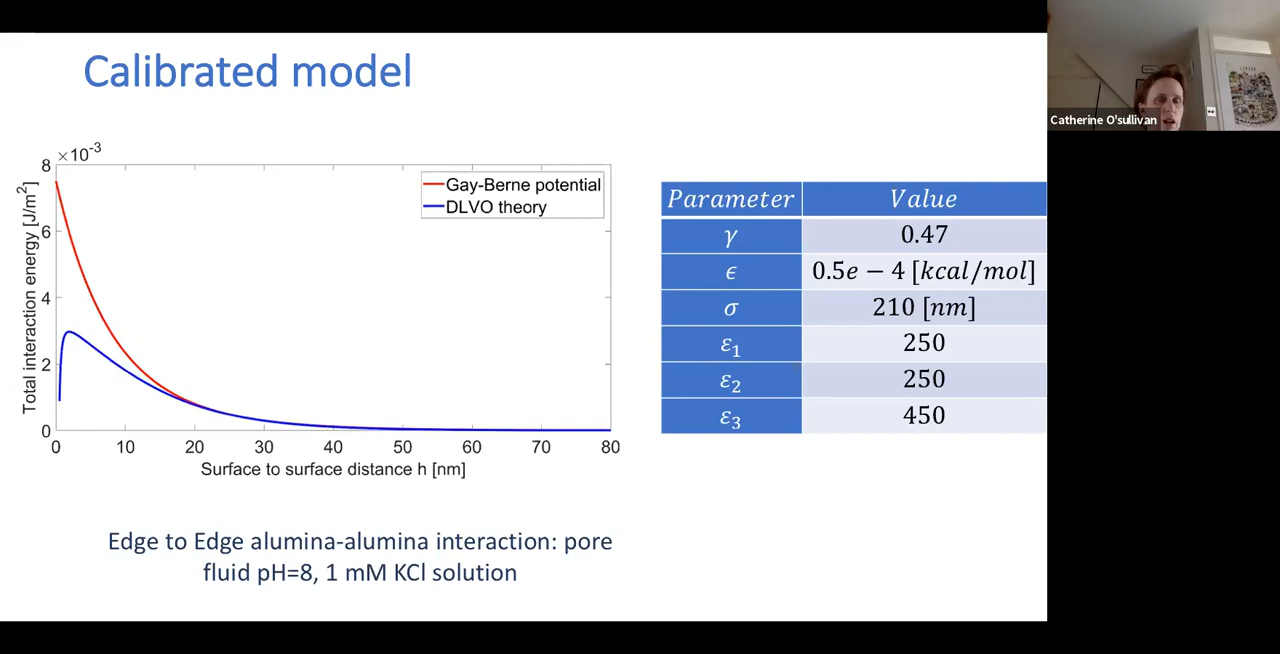 Calibrated model
×10⁻³
8
6
4
2
0
Total interaction energy [J/m²]
Gay-Berne potential
DLVO theory
0 10 20 30 40 50 60 70 80
Surface to surface distance h [nm]
Edge to Edge alumina-alumina interaction: pore
fluid pH=8, 1 mM KCl solution
Parameter Value
γ 0.47
ϵ 0.5e − 4 [kcal/mol]
σ 210 [nm]
ε₁ 250
ε₂ 250
ε₃ 450
Catherine O'sullivan